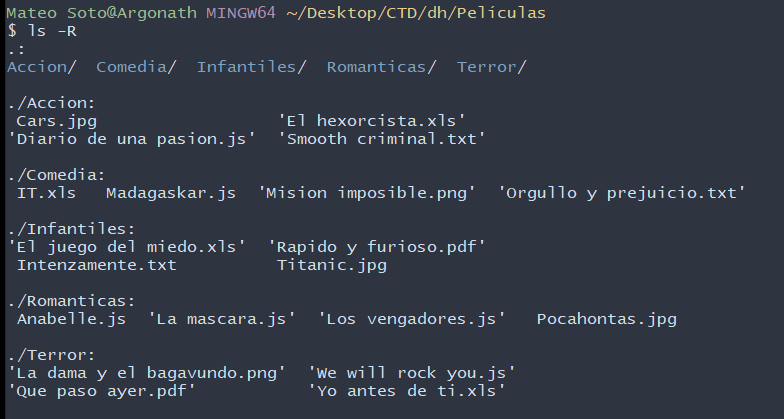 Mateo Soto@Argonath MINGW64 ~/Desktop/CTD/dh/Películas
$ ls -R
.:
Accion/  Comedia/  Infantiles/  Romanticas/  Terror/

./Accion:
 Cars.jpg                  'El hexorcista.xls'
'Diario de una pasion.js'  'Smooth criminal.txt'

./Comedia:
 IT.xls   Madagaskar.js  'Mision imposible.png'  'Orgullo y prejuicio.txt'

./Infantiles:
'El juego del miedo.xls'  'Rapido y furioso.pdf'
 Intenzamente.txt          Titanic.jpg

./Romanticas:
 Anabelle.js  'La mascara.js'  'Los vengadores.js'   Pocahontas.jpg

./Terror:
'La dama y el bagavundo.png'  'We will rock you.js'
'Que paso ayer.pdf'           'Yo antes de ti.xls'